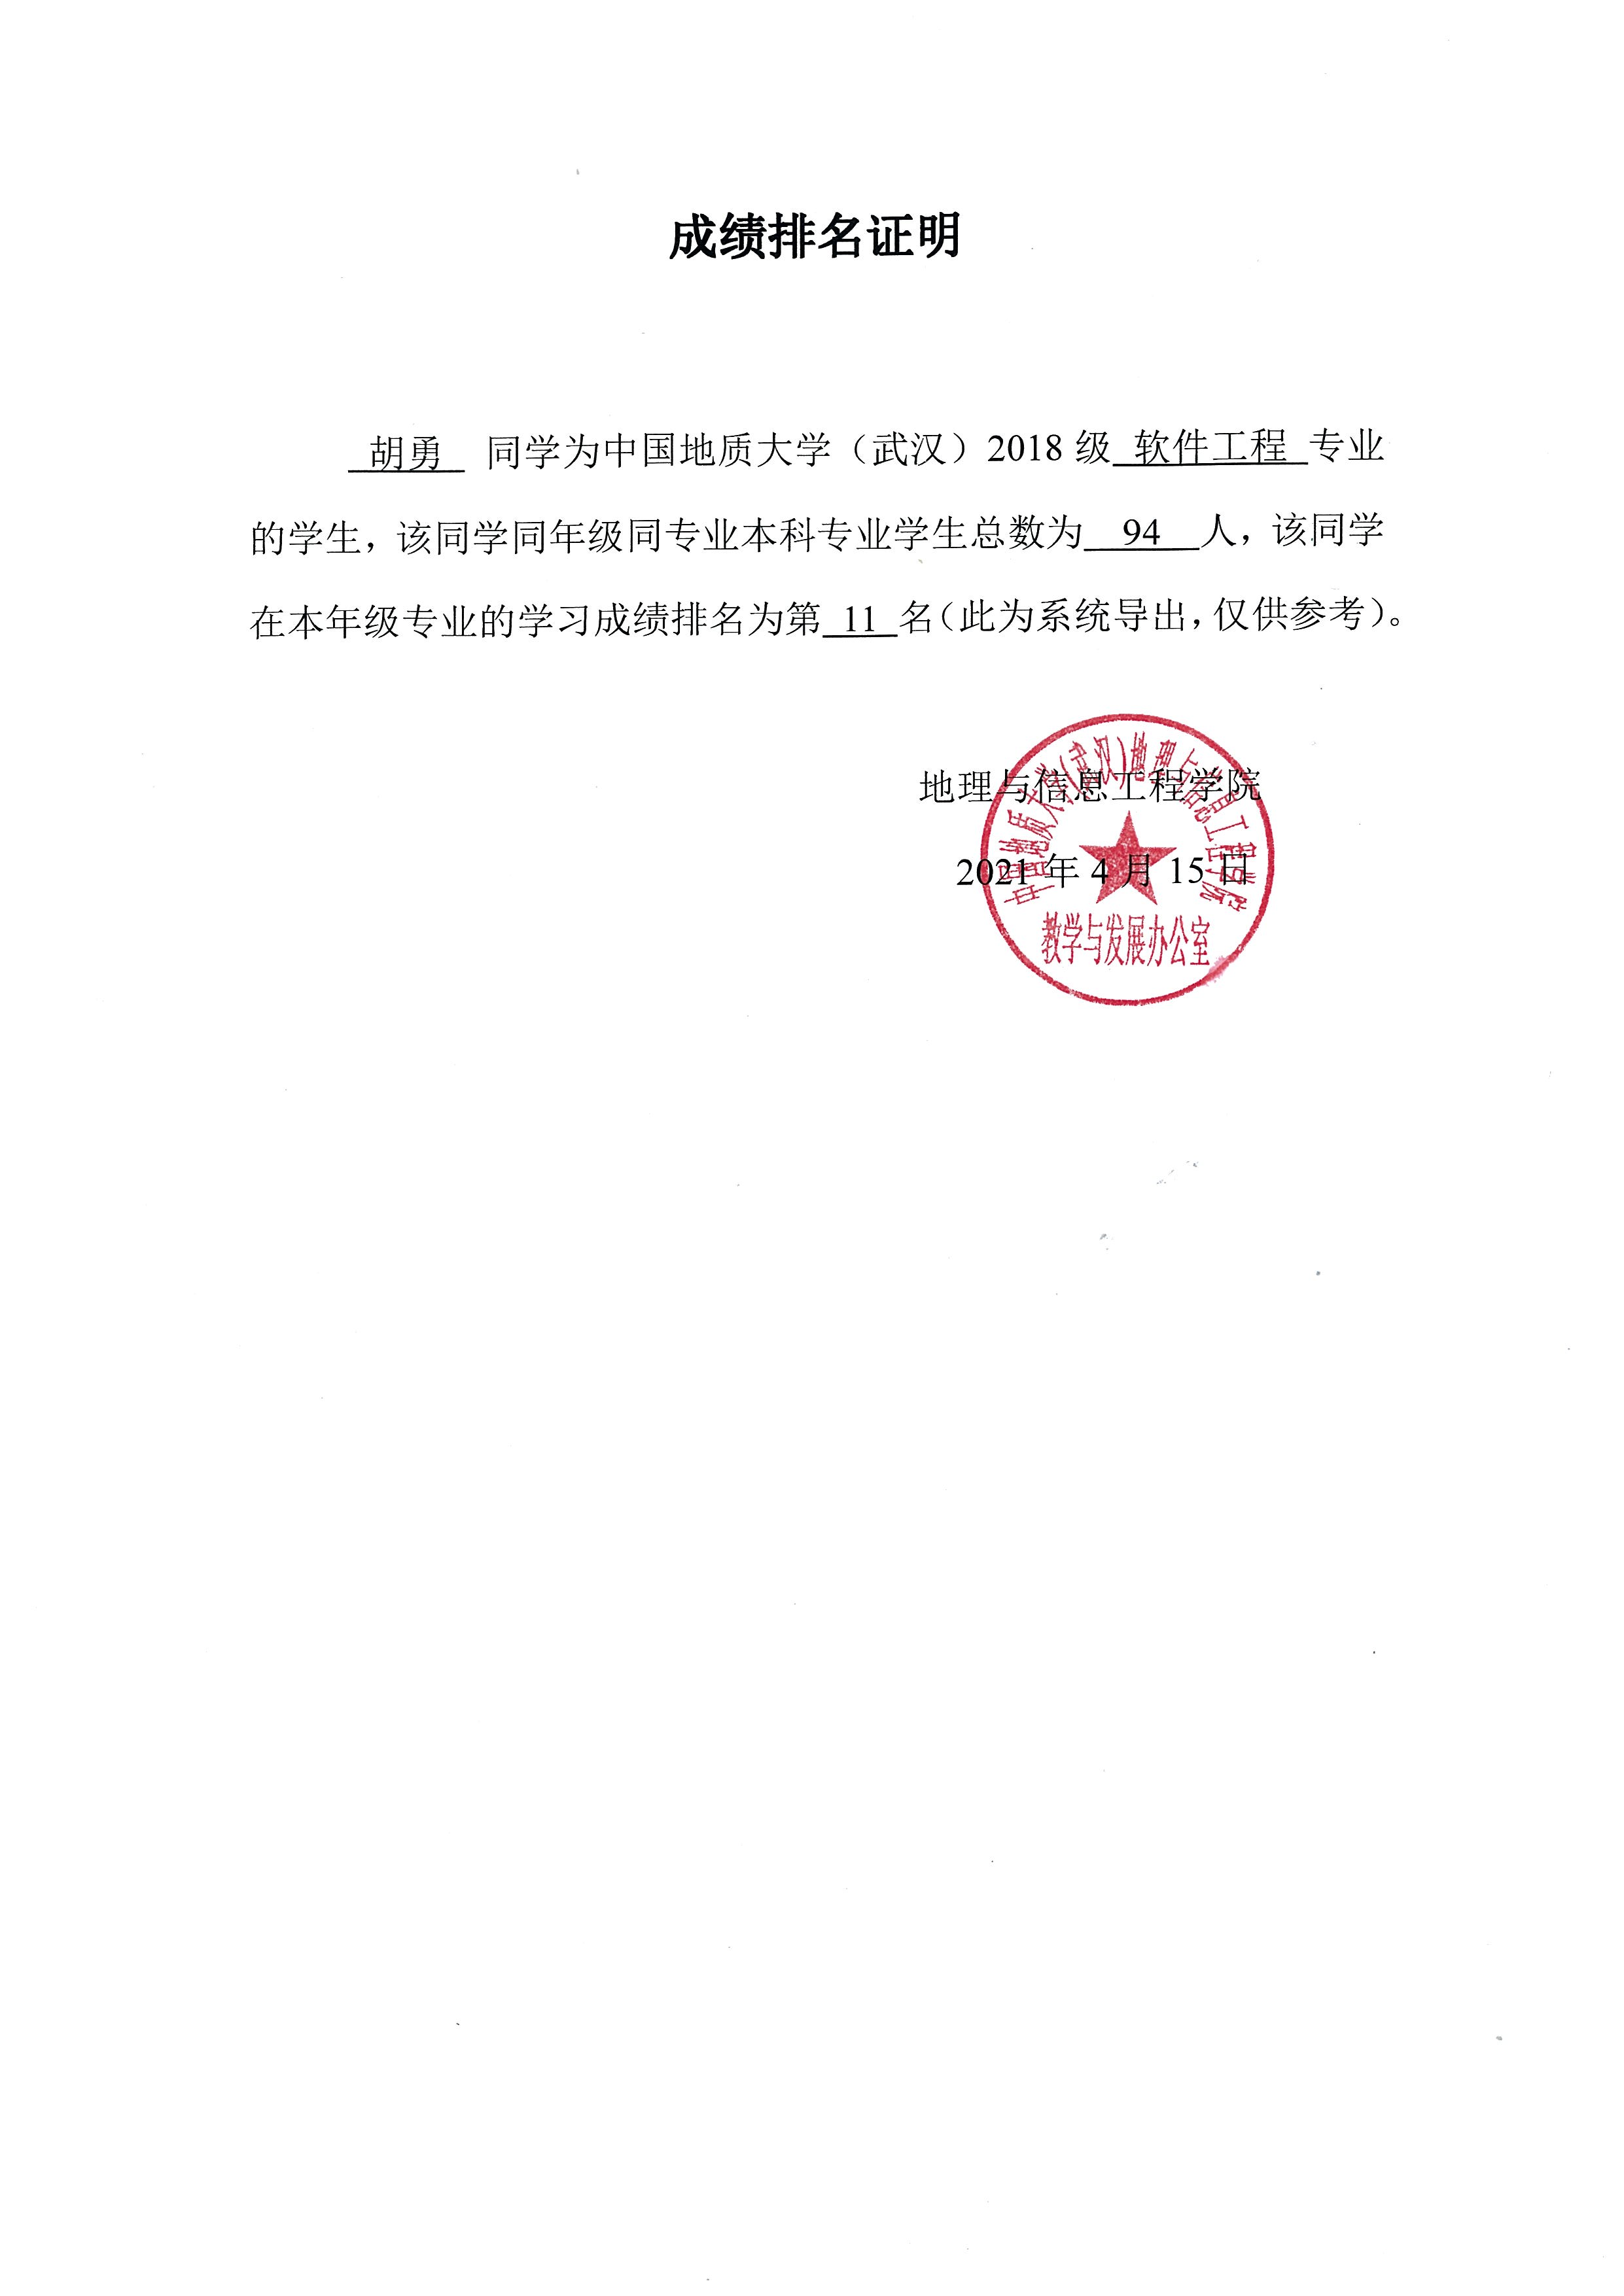 成绩排名证明
胡勇 同学为中国地质大学（武汉）2018 级 软件工程 专业
的学生，该同学同年级同专业本科专业学生总数为 94 人，该同学
在本年级专业的学习成绩排名为第 11 名（此为系统导出，仅供参考）。
中国地质大学(武汉)地理与信息工程学院
地理与信息工程学院
2021 年 4 月 15 日
教学与发展办公室